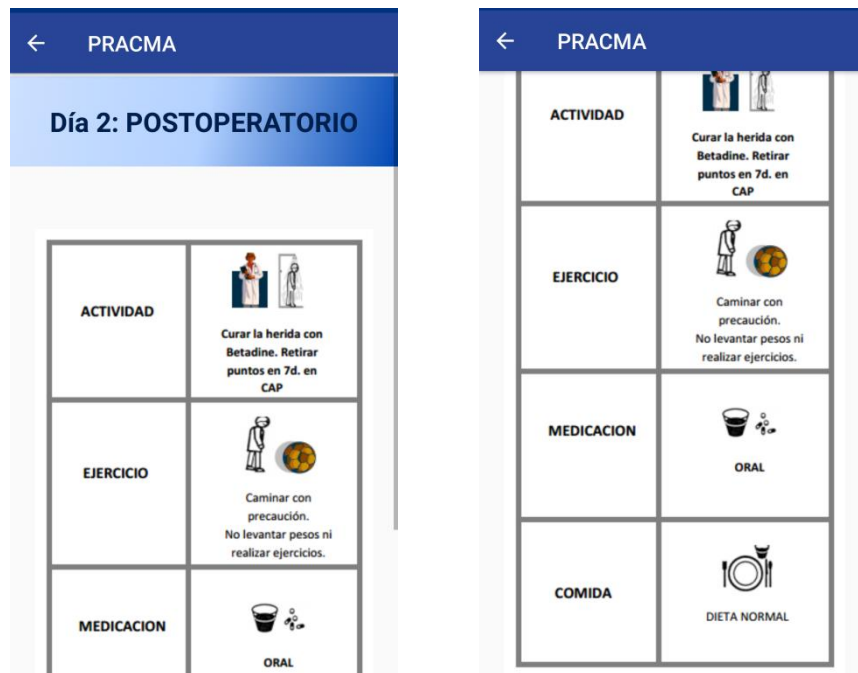 PRACMA
Día 2: POSTOPERATORIO
ACTIVIDAD
Curar la herida con
Betadine. Retirar
puntos en 7d. en
CAP
EJERCICIO
Caminar con
precaución.
No levantar pesos ni
realizar ejercicios.
MEDICACION
ORAL
PRACMA
ACTIVIDAD
Curar la herida con
Betadine. Retirar
puntos en 7d. en
CAP
EJERCICIO
Caminar con
precaución.
No levantar pesos ni
realizar ejercicios.
MEDICACION
ORAL
COMIDA
DIETA NORMAL